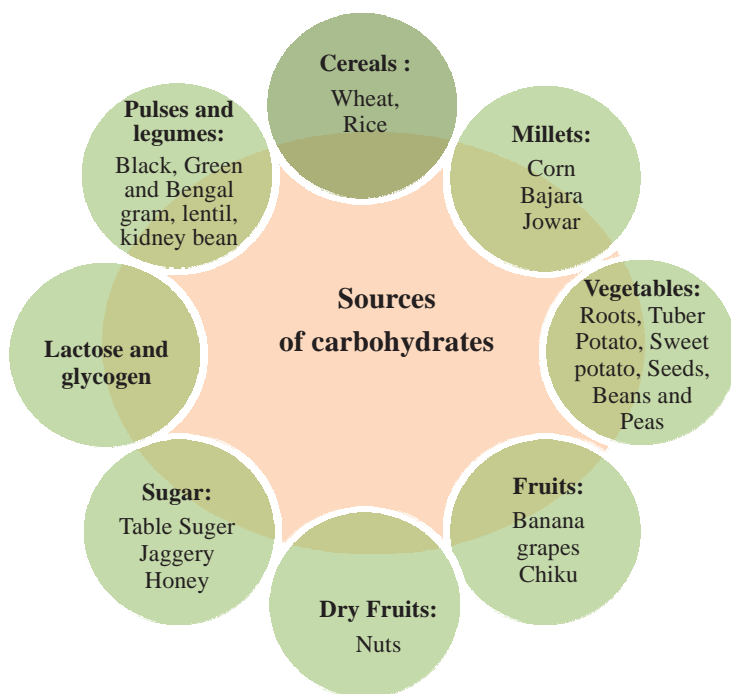 Cereals :
Wheat,
Rice
Millets:
Corn
Bajara
Jowar
Vegetables:
Roots, Tuber
Potato, Sweet
potato, Seeds,
Beans and
Peas
Fruits:
Banana
grapes
Chiku
Dry Fruits:
Nuts
Sugar:
Table Suger
Jaggery
Honey
Lactose and
glycogen
Pulses and
legumes:
Black, Green
and Bengal
gram, lentil,
kidney bean
Sources
of carbohydrates